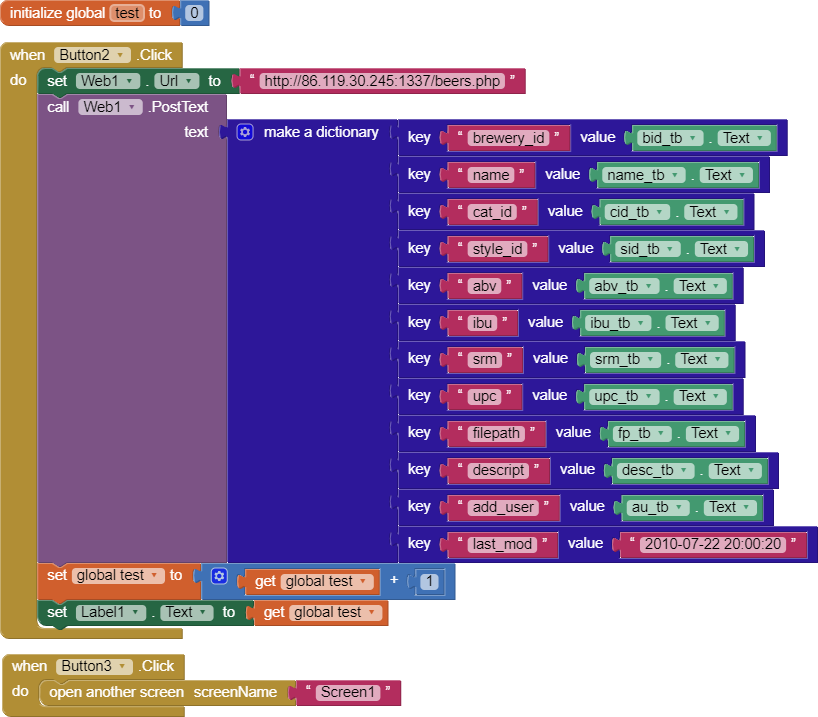 initialize global test to 0
when Button2 .Click
do set Web1 . Url to " http://86.119.30.245:1337/beers.php "
call Web1 .PostText
text make a dictionary key " brewery_id " value bid_tb . Text
key " name " value name_tb . Text
key " cat_id " value cid_tb . Text
key " style_id " value sid_tb . Text
key " abv " value abv_tb . Text
key " ibu " value ibu_tb . Text
key " srm " value srm_tb . Text
key " upc " value upc_tb . Text
key " filepath " value fp_tb . Text
key " descript " value desc_tb . Text
key " add_user " value au_tb . Text
key " last_mod " value " 2010-07-22 20:00:20 "
set global test to get global test + 1
set Label1 . Text to get global test
when Button3 .Click
do open another screen screenName " Screen1 "